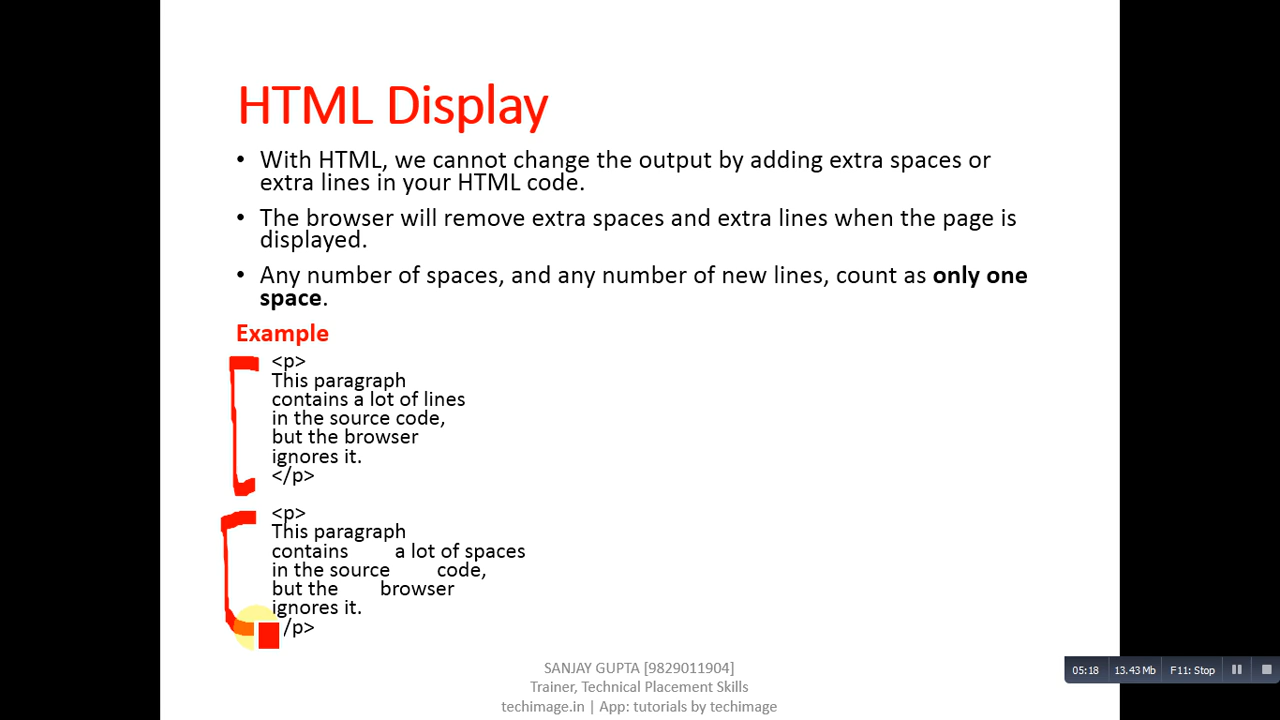 HTML Display
• With HTML, we cannot change the output by adding extra spaces or
extra lines in your HTML code.
• The browser will remove extra spaces and extra lines when the page is
displayed.
• Any number of spaces, and any number of new lines, count as only one
space.
Example
<p>
This paragraph
contains a lot of lines
in the source code,
but the browser
ignores it.
</p>
<p>
This paragraph
contains      a lot of spaces
in the source      code,
but the      browser
ignores it.
/p>
SANJAY GUPTA [9829011904]
Trainer, Technical Placement Skills
techimage.in | App: tutorials by techimage
05:18 13.43 Mb F11: Stop